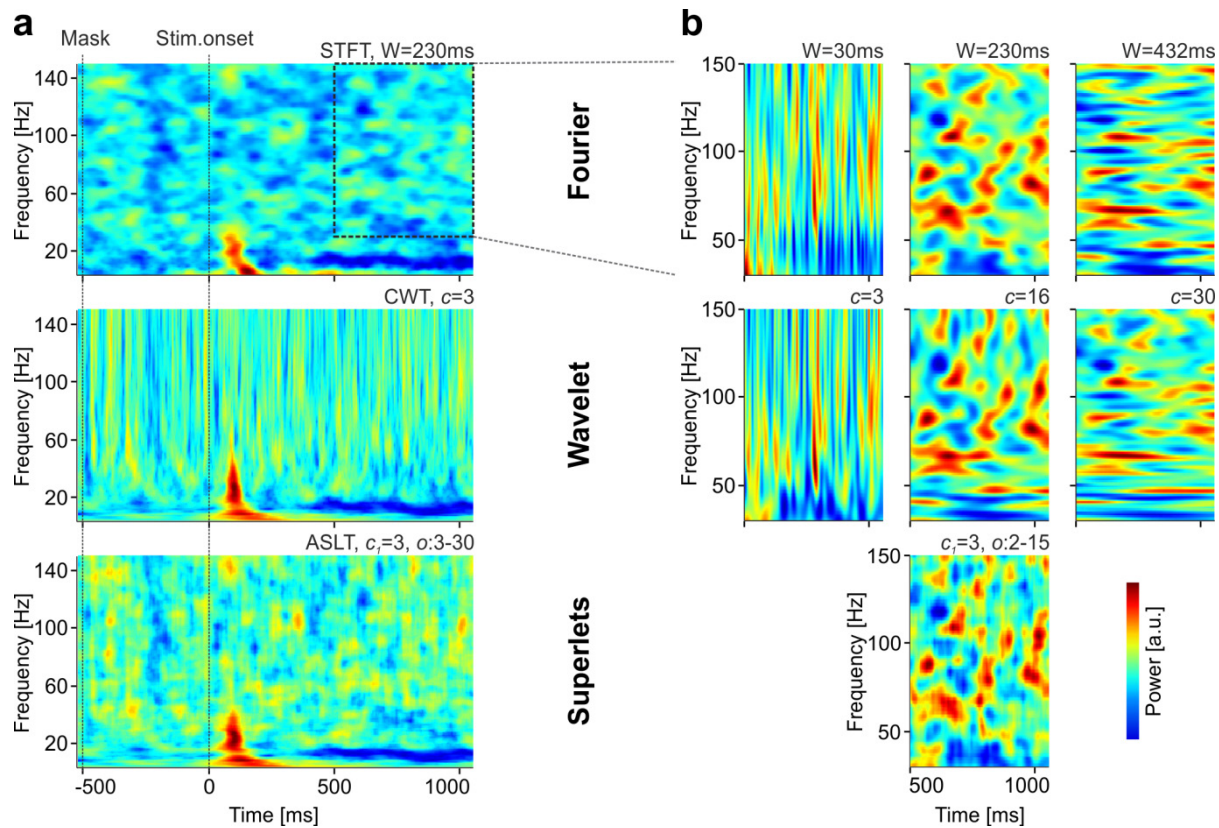 a
Mask
Stim.onset
STFT, W=230ms
Frequency [Hz]
140
100
60
20
CWT, c=3
Frequency [Hz]
140
100
60
20
ASLT, c₁=3, o:3-30
Frequency [Hz]
140
100
60
20
-500
0
500
1000
Time [ms]
Fourier
Wavelet
Superlets
b
W=30ms
W=230ms
W=432ms
Frequency [Hz]
150
100
50
c=3
c=16
c=30
Frequency [Hz]
150
100
50
c₁=3, o:2-15
Frequency [Hz]
150
100
50
500
1000
Time [ms]
Power [a.u.]